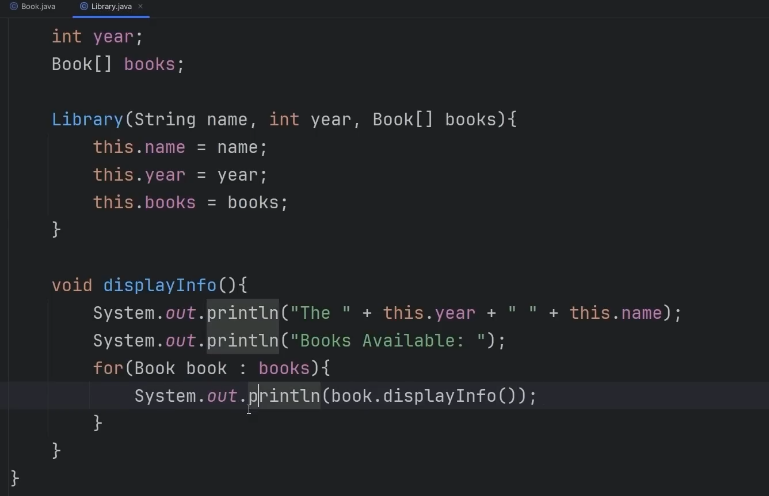 Book.java Library.java ×
int year;
Book[] books;
Library(String name, int year, Book[] books){
this.name = name;
this.year = year;
this.books = books;
}
void displayInfo(){
System.out.println("The " + this.year + " " + this.name);
System.out.println("Books Available: ");
for(Book book : books){
System.out.println(book.displayInfo());
}
}
}